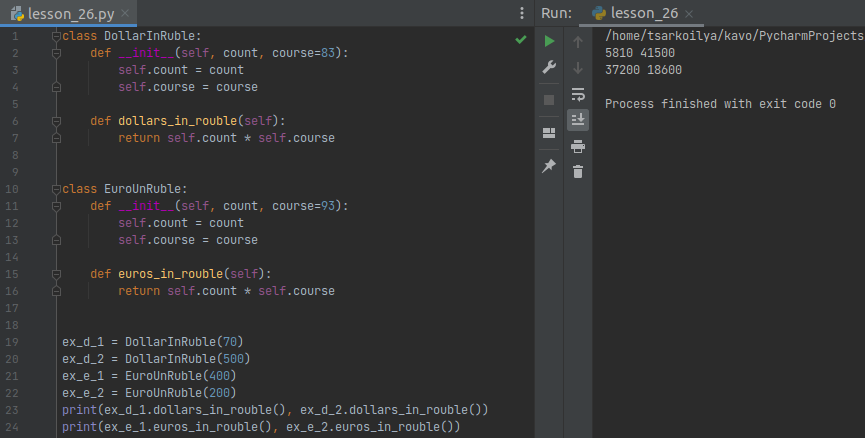 lesson_26.py
Run: lesson_26
1 class DollarInRuble:
2 def __init__(self, count, course=83):
3 self.count = count
4 self.course = course
5
6 def dollars_in_rouble(self):
7 return self.count * self.course
8
9
10 class EuroUnRuble:
11 def __init__(self, count, course=93):
12 self.count = count
13 self.course = course
14
15 def euros_in_rouble(self):
16 return self.count * self.course
17
18
19 ex_d_1 = DollarInRuble(70)
20 ex_d_2 = DollarInRuble(500)
21 ex_e_1 = EuroUnRuble(400)
22 ex_e_2 = EuroUnRuble(200)
23 print(ex_d_1.dollars_in_rouble(), ex_d_2.dollars_in_rouble())
24 print(ex_e_1.euros_in_rouble(), ex_e_2.euros_in_rouble())
/home/tsarkoilya/kavo/PycharmProjects
5810 41500
37200 18600
Process finished with exit code 0